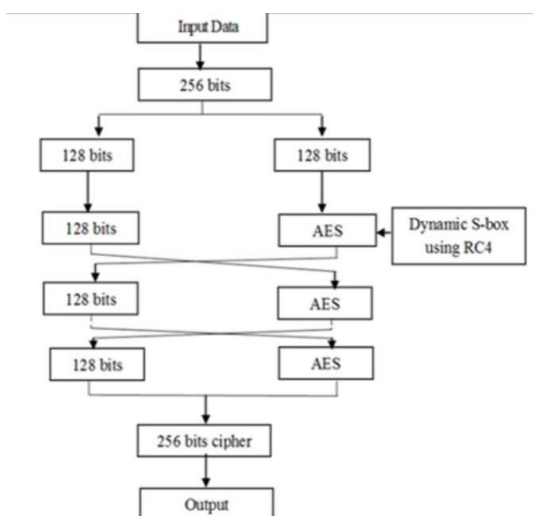 Input Data
256 bits
128 bits
128 bits
128 bits
AES
Dynamic S-box
using RC4
128 bits
AES
128 bits
AES
256 bits cipher
Output